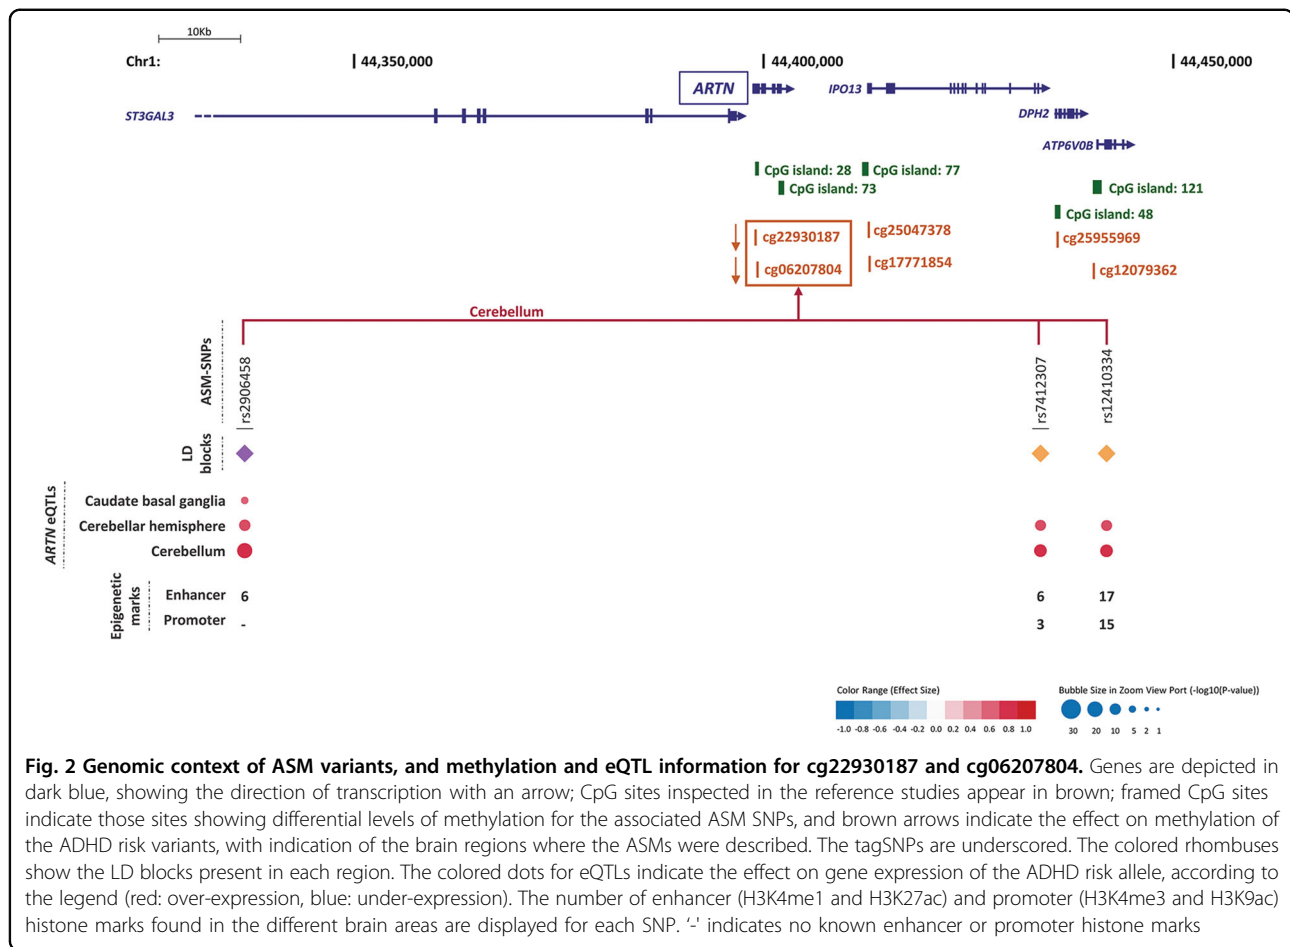 10Kb
Chr1:
44,350,000
44,400,000
44,450,000
ARTN
IPO13
ST3GAL3
DPH2
ATP6V0B
CpG island: 28
CpG island: 77
CpG island: 73
CpG island: 121
CpG island: 48
cg22930187
cg25047378
cg25955969
cg06207804
cg17771854
cg12079362
Cerebellum
ASM-SNPs
rs2906458
rs7412307
rs12410334
LD blocks
ARTN eQTLs
Caudate basal ganglia
Cerebellar hemisphere
Cerebellum
Epigenetic marks
Enhancer 6 6 17
Promoter - 3 15
Color Range (Effect Size)
-1.0 -0.8 -0.6 -0.4 -0.2 0.0 0.2 0.4 0.6 0.8 1.0
Bubble Size in Zoom View Port (-log10(P-value))
30 20 10 5 2 1
Fig. 2 Genomic context of ASM variants, and methylation and eQTL information for cg22930187 and cg06207804. Genes are depicted in
dark blue, showing the direction of transcription with an arrow; CpG sites inspected in the reference studies appear in brown; framed CpG sites
indicate those sites showing differential levels of methylation for the associated ASM SNPs, and brown arrows indicate the effect on methylation of
the ADHD risk variants, with indication of the brain regions where the ASMs were described. The tagSNPs are underscored. The colored rhombuses
show the LD blocks present in each region. The colored dots for eQTLs indicate the effect on gene expression of the ADHD risk allele, according to
the legend (red: over-expression, blue: under-expression). The number of enhancer (H3K4me1 and H3K27ac) and promoter (H3K4me3 and H3K9ac)
histone marks found in the different brain areas are displayed for each SNP. '-' indicates no known enhancer or promoter histone marks